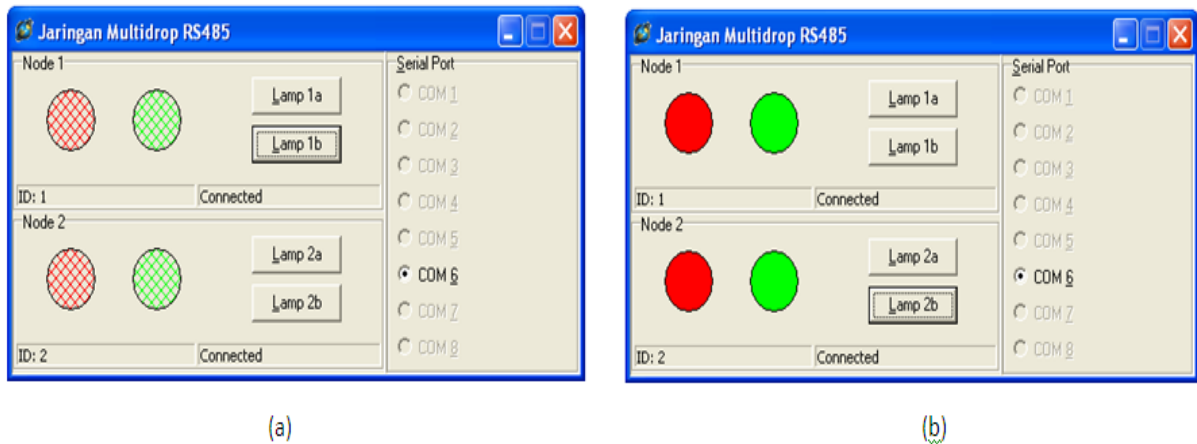 Jaringan Multidrop RS485
Node 1
Lamp 1a
Lamp 1b
ID: 1
Connected
Node 2
Lamp 2a
Lamp 2b
ID: 2
Connected
Serial Port
COM 1
COM 2
COM 3
COM 4
COM 5
COM 6
COM 7
COM 8
(a)
Jaringan Multidrop RS485
Node 1
Lamp 1a
Lamp 1b
ID: 1
Connected
Node 2
Lamp 2a
Lamp 2b
ID: 2
Connected
Serial Port
COM 1
COM 2
COM 3
COM 4
COM 5
COM 6
COM 7
COM 8
(b)